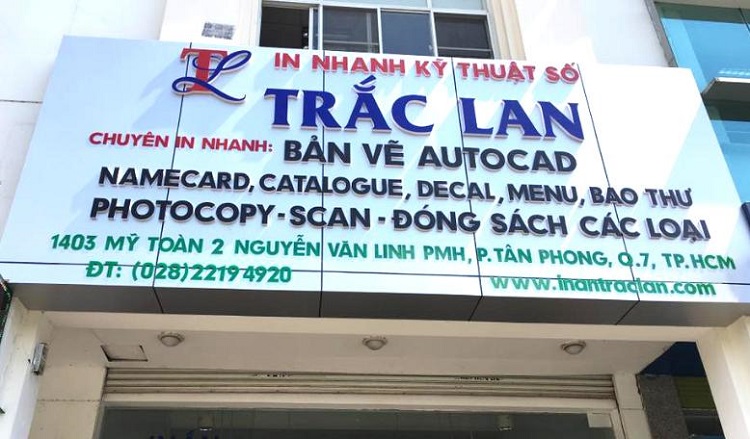 TL
IN NHANH KỸ THUẬT SỐ
TRẮC LAN
CHUYÊN IN NHANH: BẢN VẼ AUTOCAD
NAMECARD, CATALOGUE, DECAL, MENU, BAO THƯ
PHOTOCOPY - SCAN - ĐÓNG SÁCH CÁC LOẠI
1403 MỸ TOÀN 2 NGUYỄN VĂN LINH PMH, P.TÂN PHONG, Q.7, TP.HCM
ĐT: (028)2219 4920
www.inantraclan.com